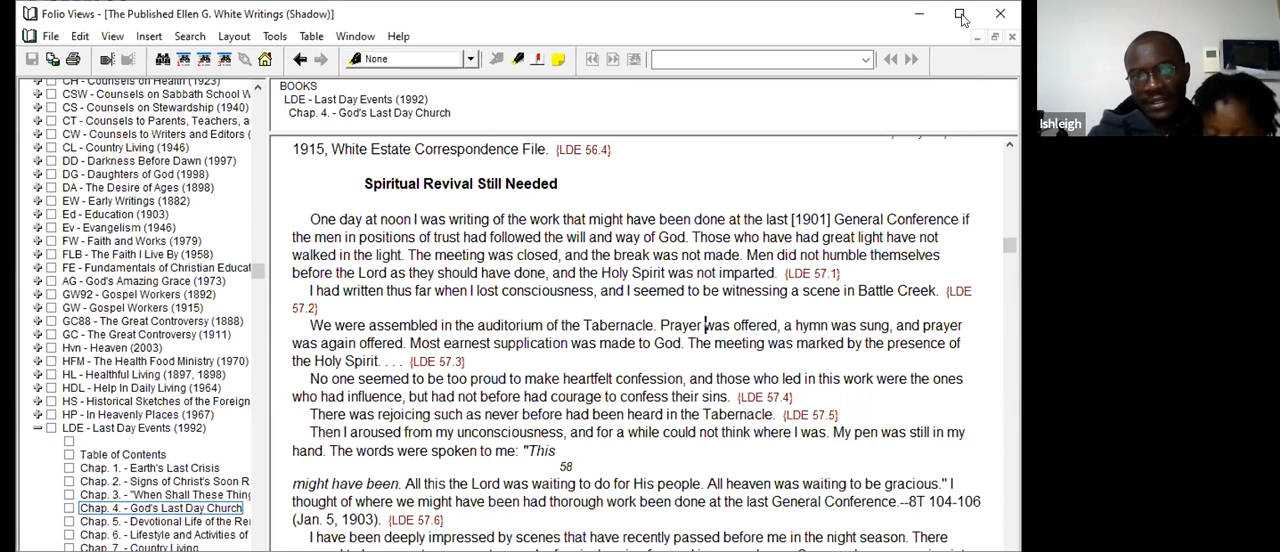 Folio Views - [The Published Ellen G. White Writings (Shadow)]
File Edit View Insert Search Layout Tools Table Window Help
None
CH - Counsels on Health (1923)
CSW - Counsels on Sabbath School W
CS - Counsels on Stewardship (1940)
CT - Counsels to Parents, Teachers, a
CW - Counsels to Writers and Editors (
CL - Country Living (1946)
DD - Darkness Before Dawn (1997)
DG - Daughters of God (1998)
DA - The Desire of Ages (1898)
EW - Early Writings (1882)
Ed - Education (1903)
Ev - Evangelism (1946)
FW - Faith and Works (1979)
FLB - The Faith I Live By (1958)
FE - Fundamentals of Christian Educat
AG - God's Amazing Grace (1973)
GW92 - Gospel Workers (1892)
GW - Gospel Workers (1915)
GC88 - The Great Controversy (1888)
GC - The Great Controversy (1911)
Hvn - Heaven (2003)
HFM - The Health Food Ministry (1970)
HL - Healthful Living (1897, 1898)
HDL - Help In Daily Living (1964)
HS - Historical Sketches of the Foreign
HP - In Heavenly Places (1967)
LDE - Last Day Events (1992)
Table of Contents
Chap. 1. - Earth's Last Crisis
Chap. 2. - Signs of Christ's Soon R
Chap. 3. - "When Shall These Thing
Chap. 4. - God's Last Day Church
Chap. 5. - Devotional Life of the Re
Chap. 6. - Lifestyle and Activities of
Chap. 7. - Country Living
BOOKS
LDE - Last Day Events (1992)
Chap. 4. - God's Last Day Church
1915, White Estate Correspondence File. {LDE 56.4}
Spiritual Revival Still Needed
One day at noon I was writing of the work that might have been done at the last [1901] General Conference if
the men in positions of trust had followed the will and way of God. Those who have had great light have not
walked in the light. The meeting was closed, and the break was not made. Men did not humble themselves
before the Lord as they should have done, and the Holy Spirit was not imparted. {LDE 57.1}
I had written thus far when I lost consciousness, and I seemed to be witnessing a scene in Battle Creek. {LDE
57.2}
We were assembled in the auditorium of the Tabernacle. Prayer was offered, a hymn was sung, and prayer
was again offered. Most earnest supplication was made to God. The meeting was marked by the presence of
the Holy Spirit. . . . {LDE 57.3}
No one seemed to be too proud to make heartfelt confession, and those who led in this work were the ones
who had influence, but had not before had courage to confess their sins. {LDE 57.4}
There was rejoicing such as never before had been heard in the Tabernacle. {LDE 57.5}
Then I aroused from my unconsciousness, and for a while could not think where I was. My pen was still in my
hand. The words were spoken to me: "This
58
might have been. All this the Lord was waiting to do for His people. All heaven was waiting to be gracious." I
thought of where we might have been had thorough work been done at the last General Conference.--8T 104-106
(Jan. 5, 1903). {LDE 57.6}
I have been deeply impressed by scenes that have recently passed before me in the night season. There
Ishleigh